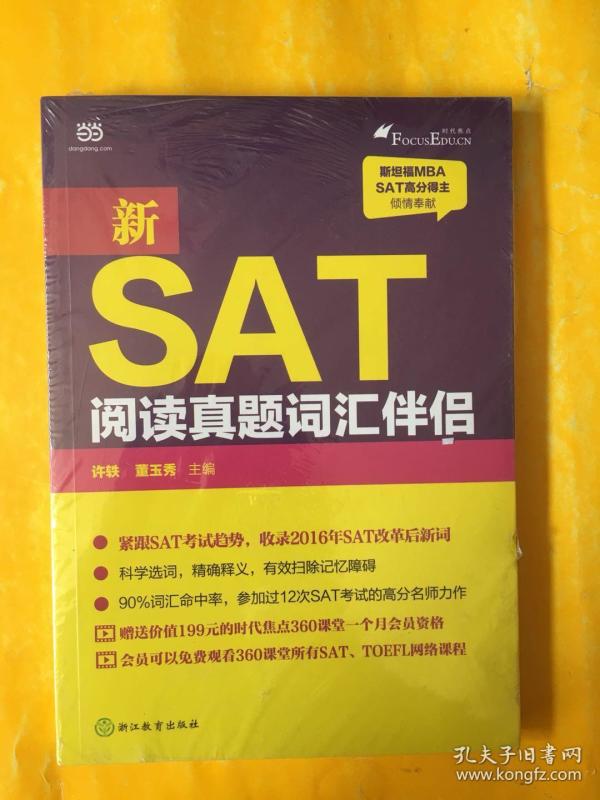 当当
dangdang.com
时代焦点
FOCUSEDU.CN
斯坦福MBA
SAT高分得主
倾情奉献
新
SAT
阅读真题词汇伴侣
许轶 董玉秀 主编
紧跟SAT考试趋势，收录2016年SAT改革后新词
科学选词，精确释义，有效扫除记忆障碍
90%词汇命中率，参加过12次SAT考试的高分名师力作
赠送价值199元的时代焦点360课堂一个月会员资格
会员可以免费观看360课堂所有SAT、TOEFL网络课程
浙江教育出版社
孔夫子旧书网
www.kongfz.com